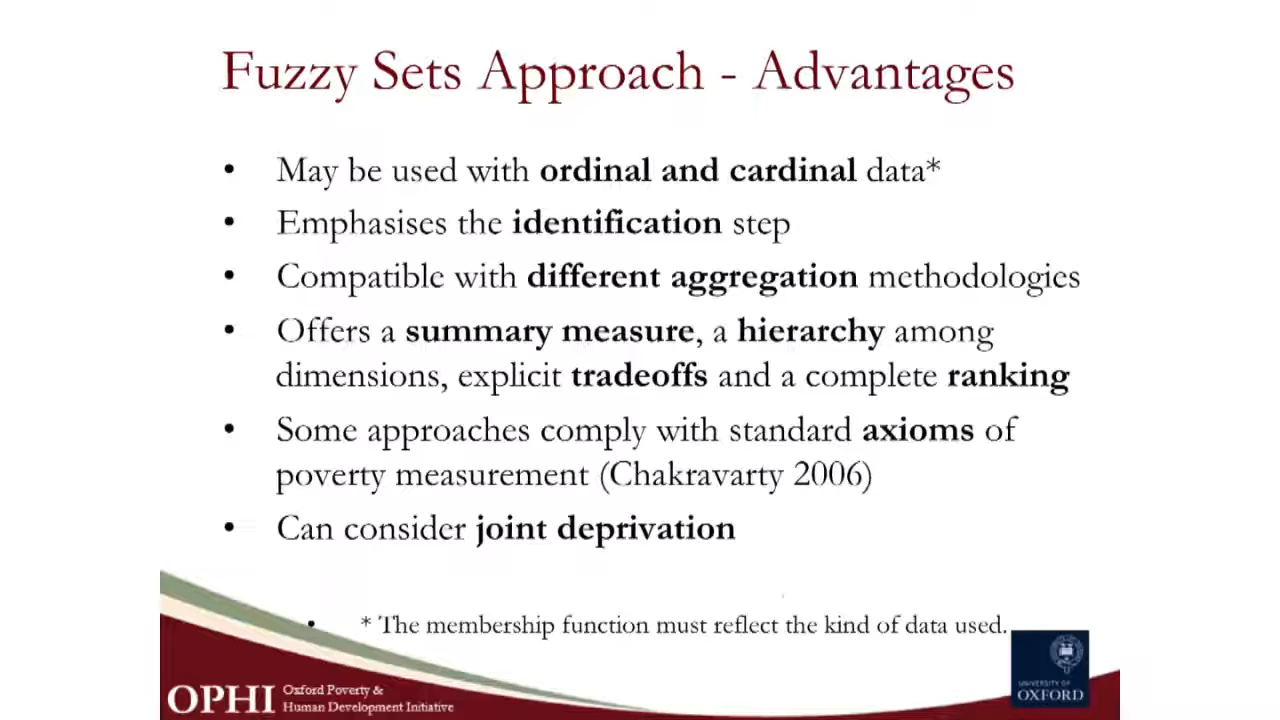 Fuzzy Sets Approach - Advantages
• May be used with ordinal and cardinal data*
• Emphasises the identification step
• Compatible with different aggregation methodologies
• Offers a summary measure, a hierarchy among
dimensions, explicit tradeoffs and a complete ranking
• Some approaches comply with standard axioms of
poverty measurement (Chakravarty 2006)
• Can consider joint deprivation
• * The membership function must reflect the kind of data used.
OPHI
Oxford Poverty &
Human Development Initiative
UNIVERSITY OF
OXFORD